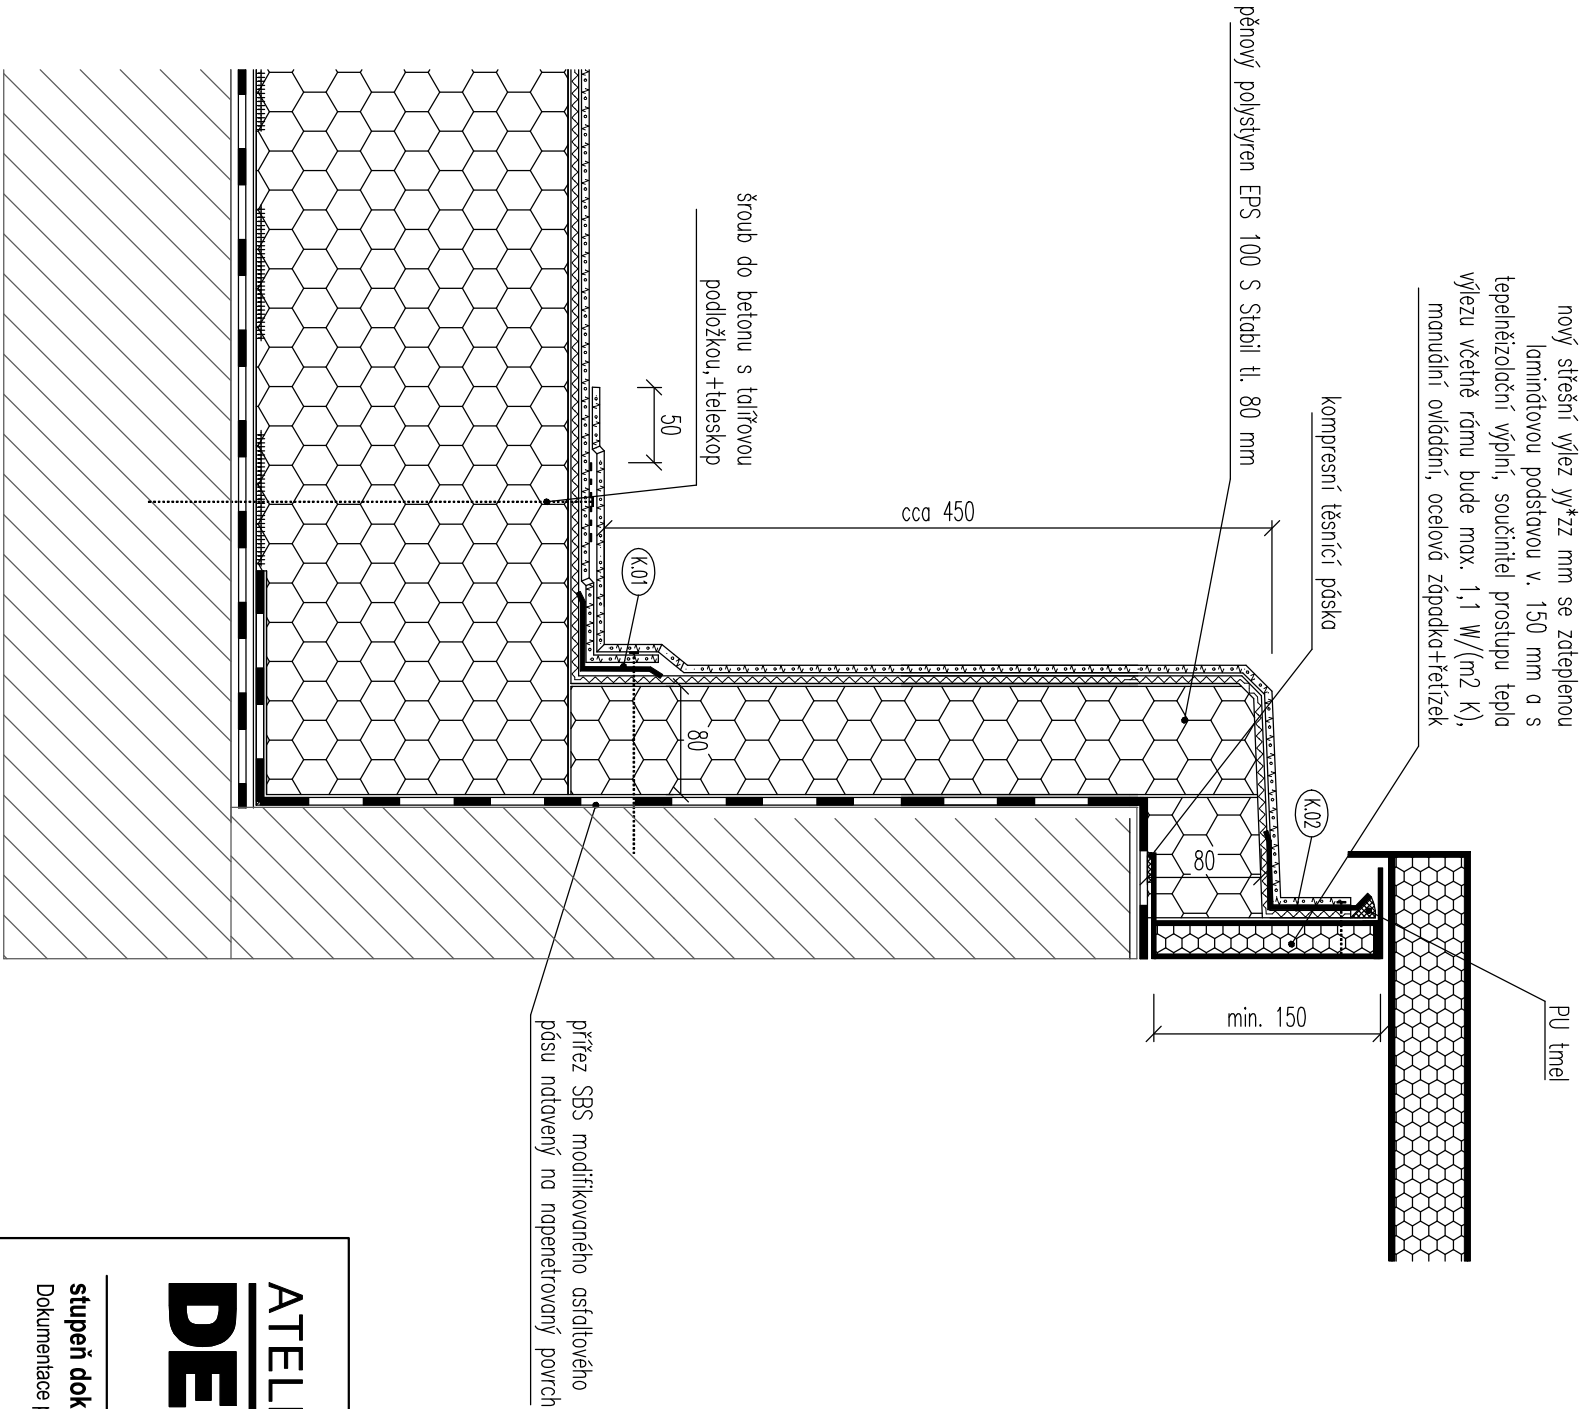 nový střešní výlez yy*zz mm se zateplenou
laminátovou podstavou v. 150 mm a s
tepelněizolační výplní, součinitel prostupu tepla
výlezu včetně rámu bude max. 1,1 W/(m2 K),
manuální ovládání, ocelová západka+řetízek
kompresní těsnící páska
pěnový polystyren EPS 100 S Stabil tl. 80 mm
šroub do betonu s talířovou
podložkou,+teleskop
50
cca 450
K.01
80
K.02
80
min. 150
PU tmel
přířez SBS modifikovaného asfaltového
pásu natavený na napenetrovaný povrch
ATELI
DE
stupeň dok
Dokumentace p